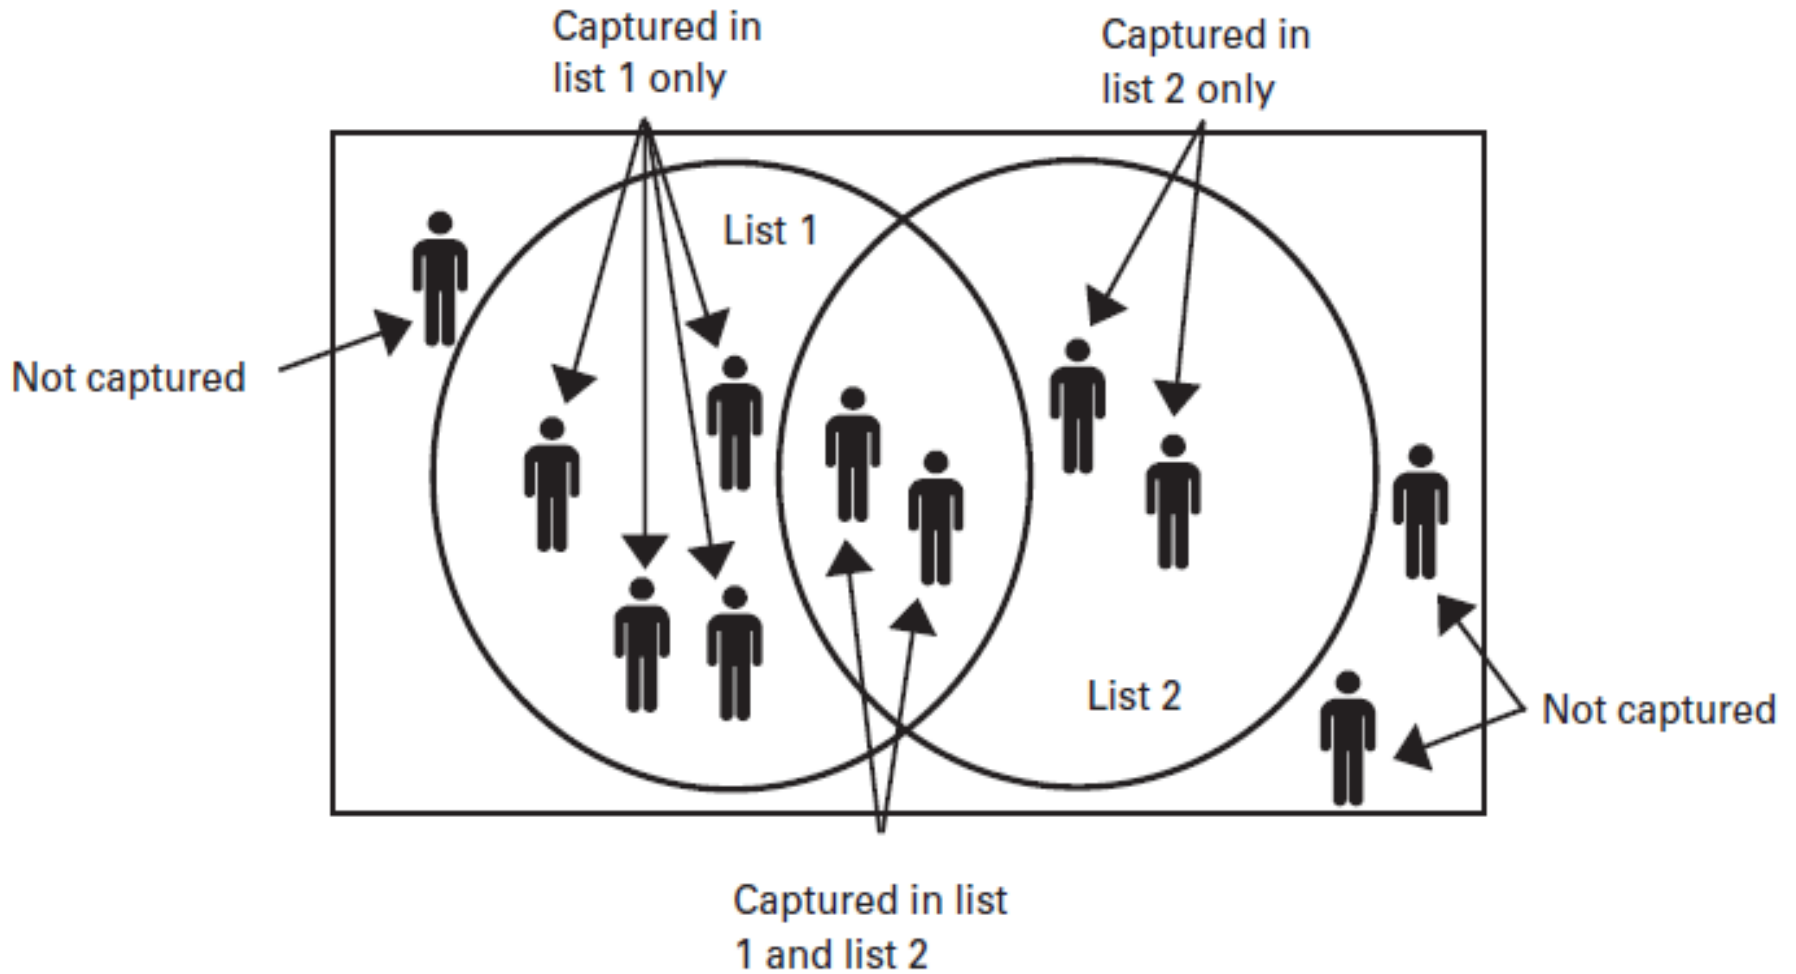 Captured in
list 1 only
Captured in
list 2 only
List 1
Not captured
List 2
Not captured
Captured in list
1 and list 2